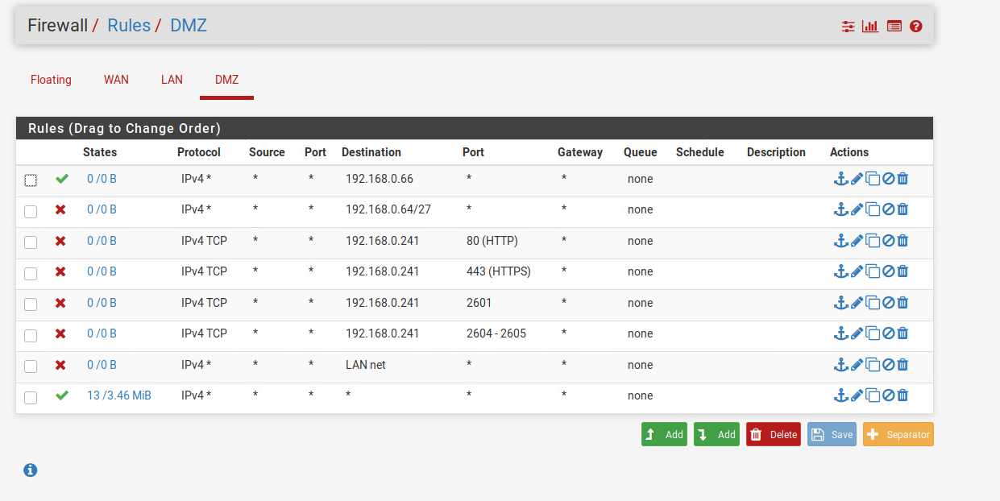 Firewall / Rules / DMZ
Floating WAN LAN DMZ
Rules (Drag to Change Order)
States Protocol Source Port Destination Port Gateway Queue Schedule Description Actions
0 /0 B IPv4 * * * 192.168.0.66 * * none
0 /0 B IPv4 * * * 192.168.0.64/27 * * none
0 /0 B IPv4 TCP * * 192.168.0.241 80 (HTTP) * none
0 /0 B IPv4 TCP * * 192.168.0.241 443 (HTTPS) * none
0 /0 B IPv4 TCP * * 192.168.0.241 2601 * none
0 /0 B IPv4 TCP * * 192.168.0.241 2604 - 2605 * none
0 /0 B IPv4 * * * LAN net * * none
13 /3.46 MiB IPv4 * * * * * * none
Add Add Delete Save Separator